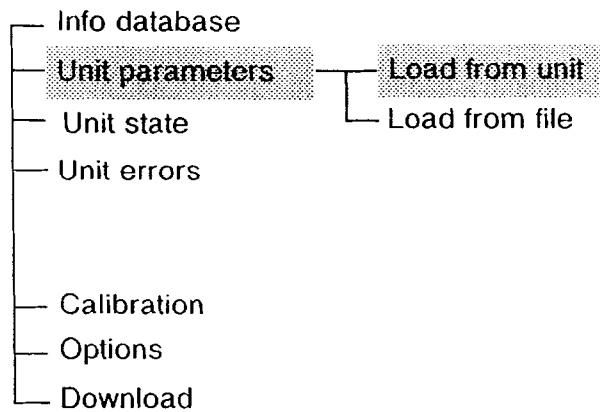 Info database
Unit parameters
Load from unit
Unit state
Load from file
Unit errors
Calibration
Options
Download